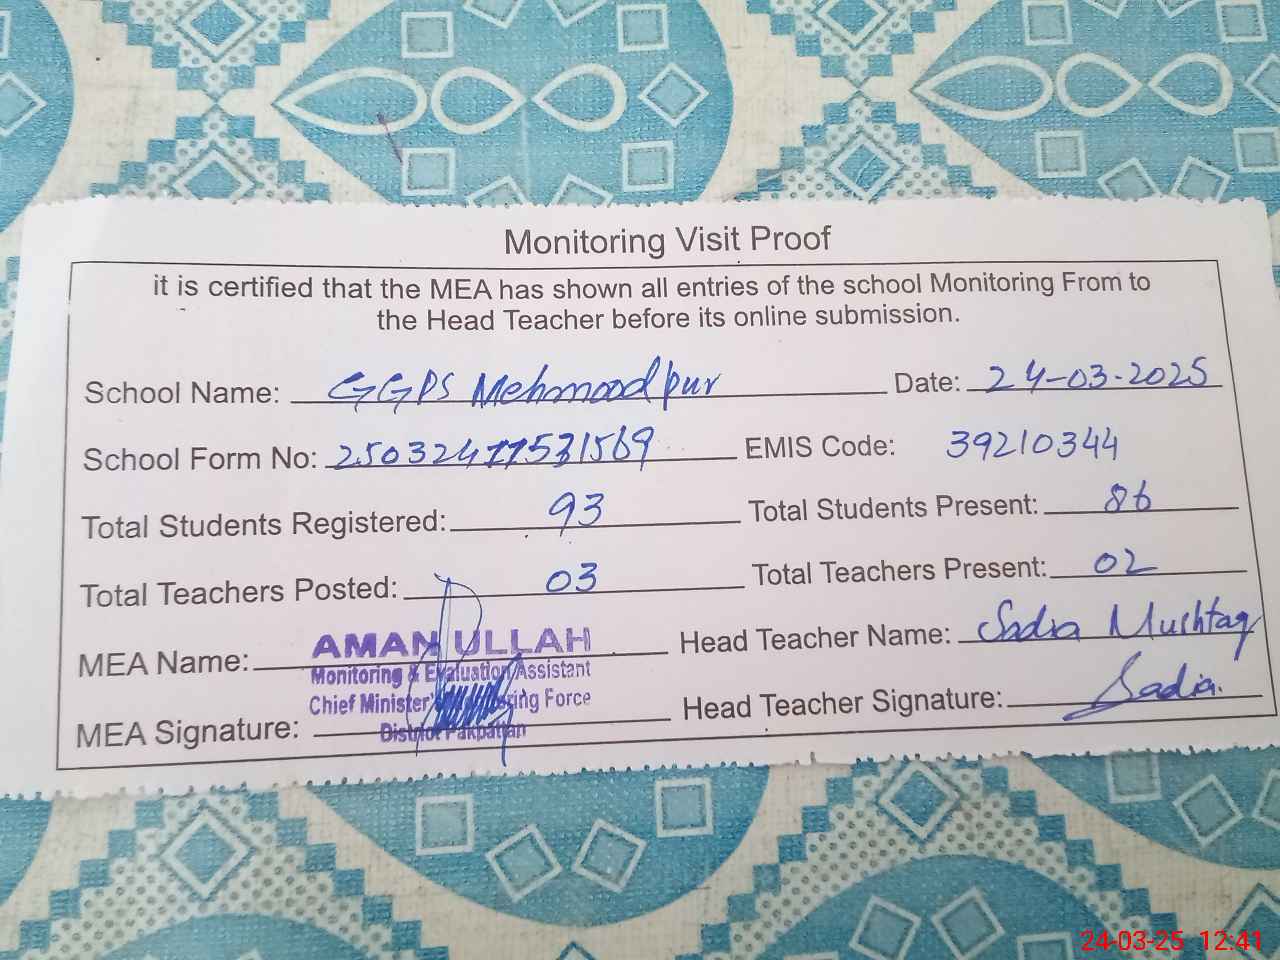 Monitoring Visit Proof
it is certified that the MEA has shown all entries of the school Monitoring From to
the Head Teacher before its online submission.
School Name: GGPS Mehmoodpur Date: 24-03-2025
School Form No: EMIS Code: 39210344
Total Students Registered: 93 Total Students Present: 86
Total Teachers Posted: 03 Total Teachers Present: 02
MEA Name: AMAN ULLAH Head Teacher Name: Sadia Mushtaq
Monitoring & Evaluation Assistant
Chief Minister's Monitoring Force
MEA Signature: Head Teacher Signature: Sadia
District Pakpattan
24-03-25 12:41